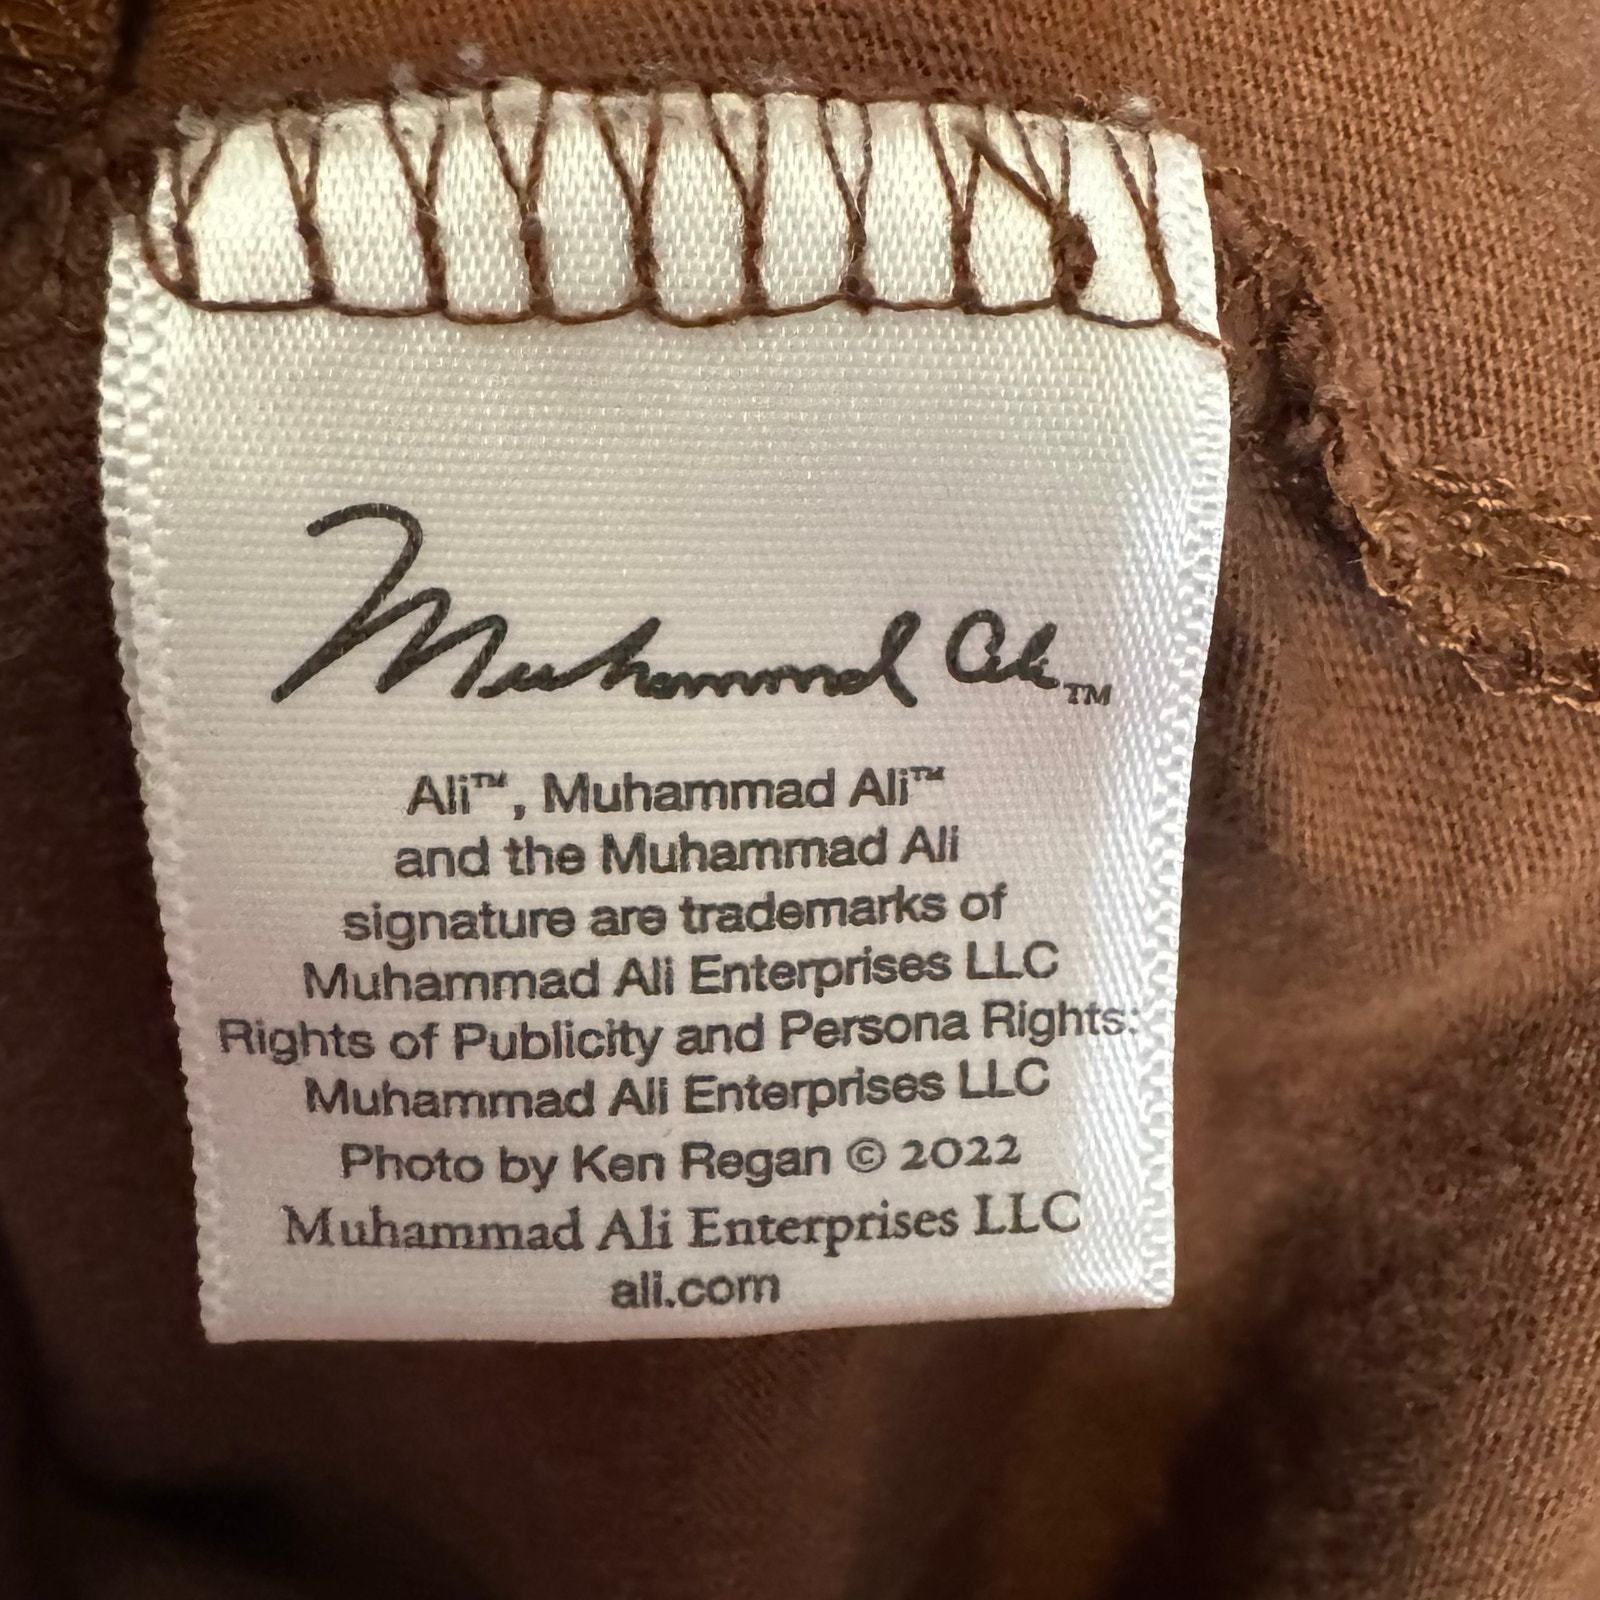 Muhammad Ali™
Ali™, Muhammad Ali™
and the Muhammad Ali
signature are trademarks of
Muhammad Ali Enterprises LLC
Rights of Publicity and Persona Rights:
Muhammad Ali Enterprises LLC
Photo by Ken Regan © 2022
Muhammad Ali Enterprises LLC
ali.com